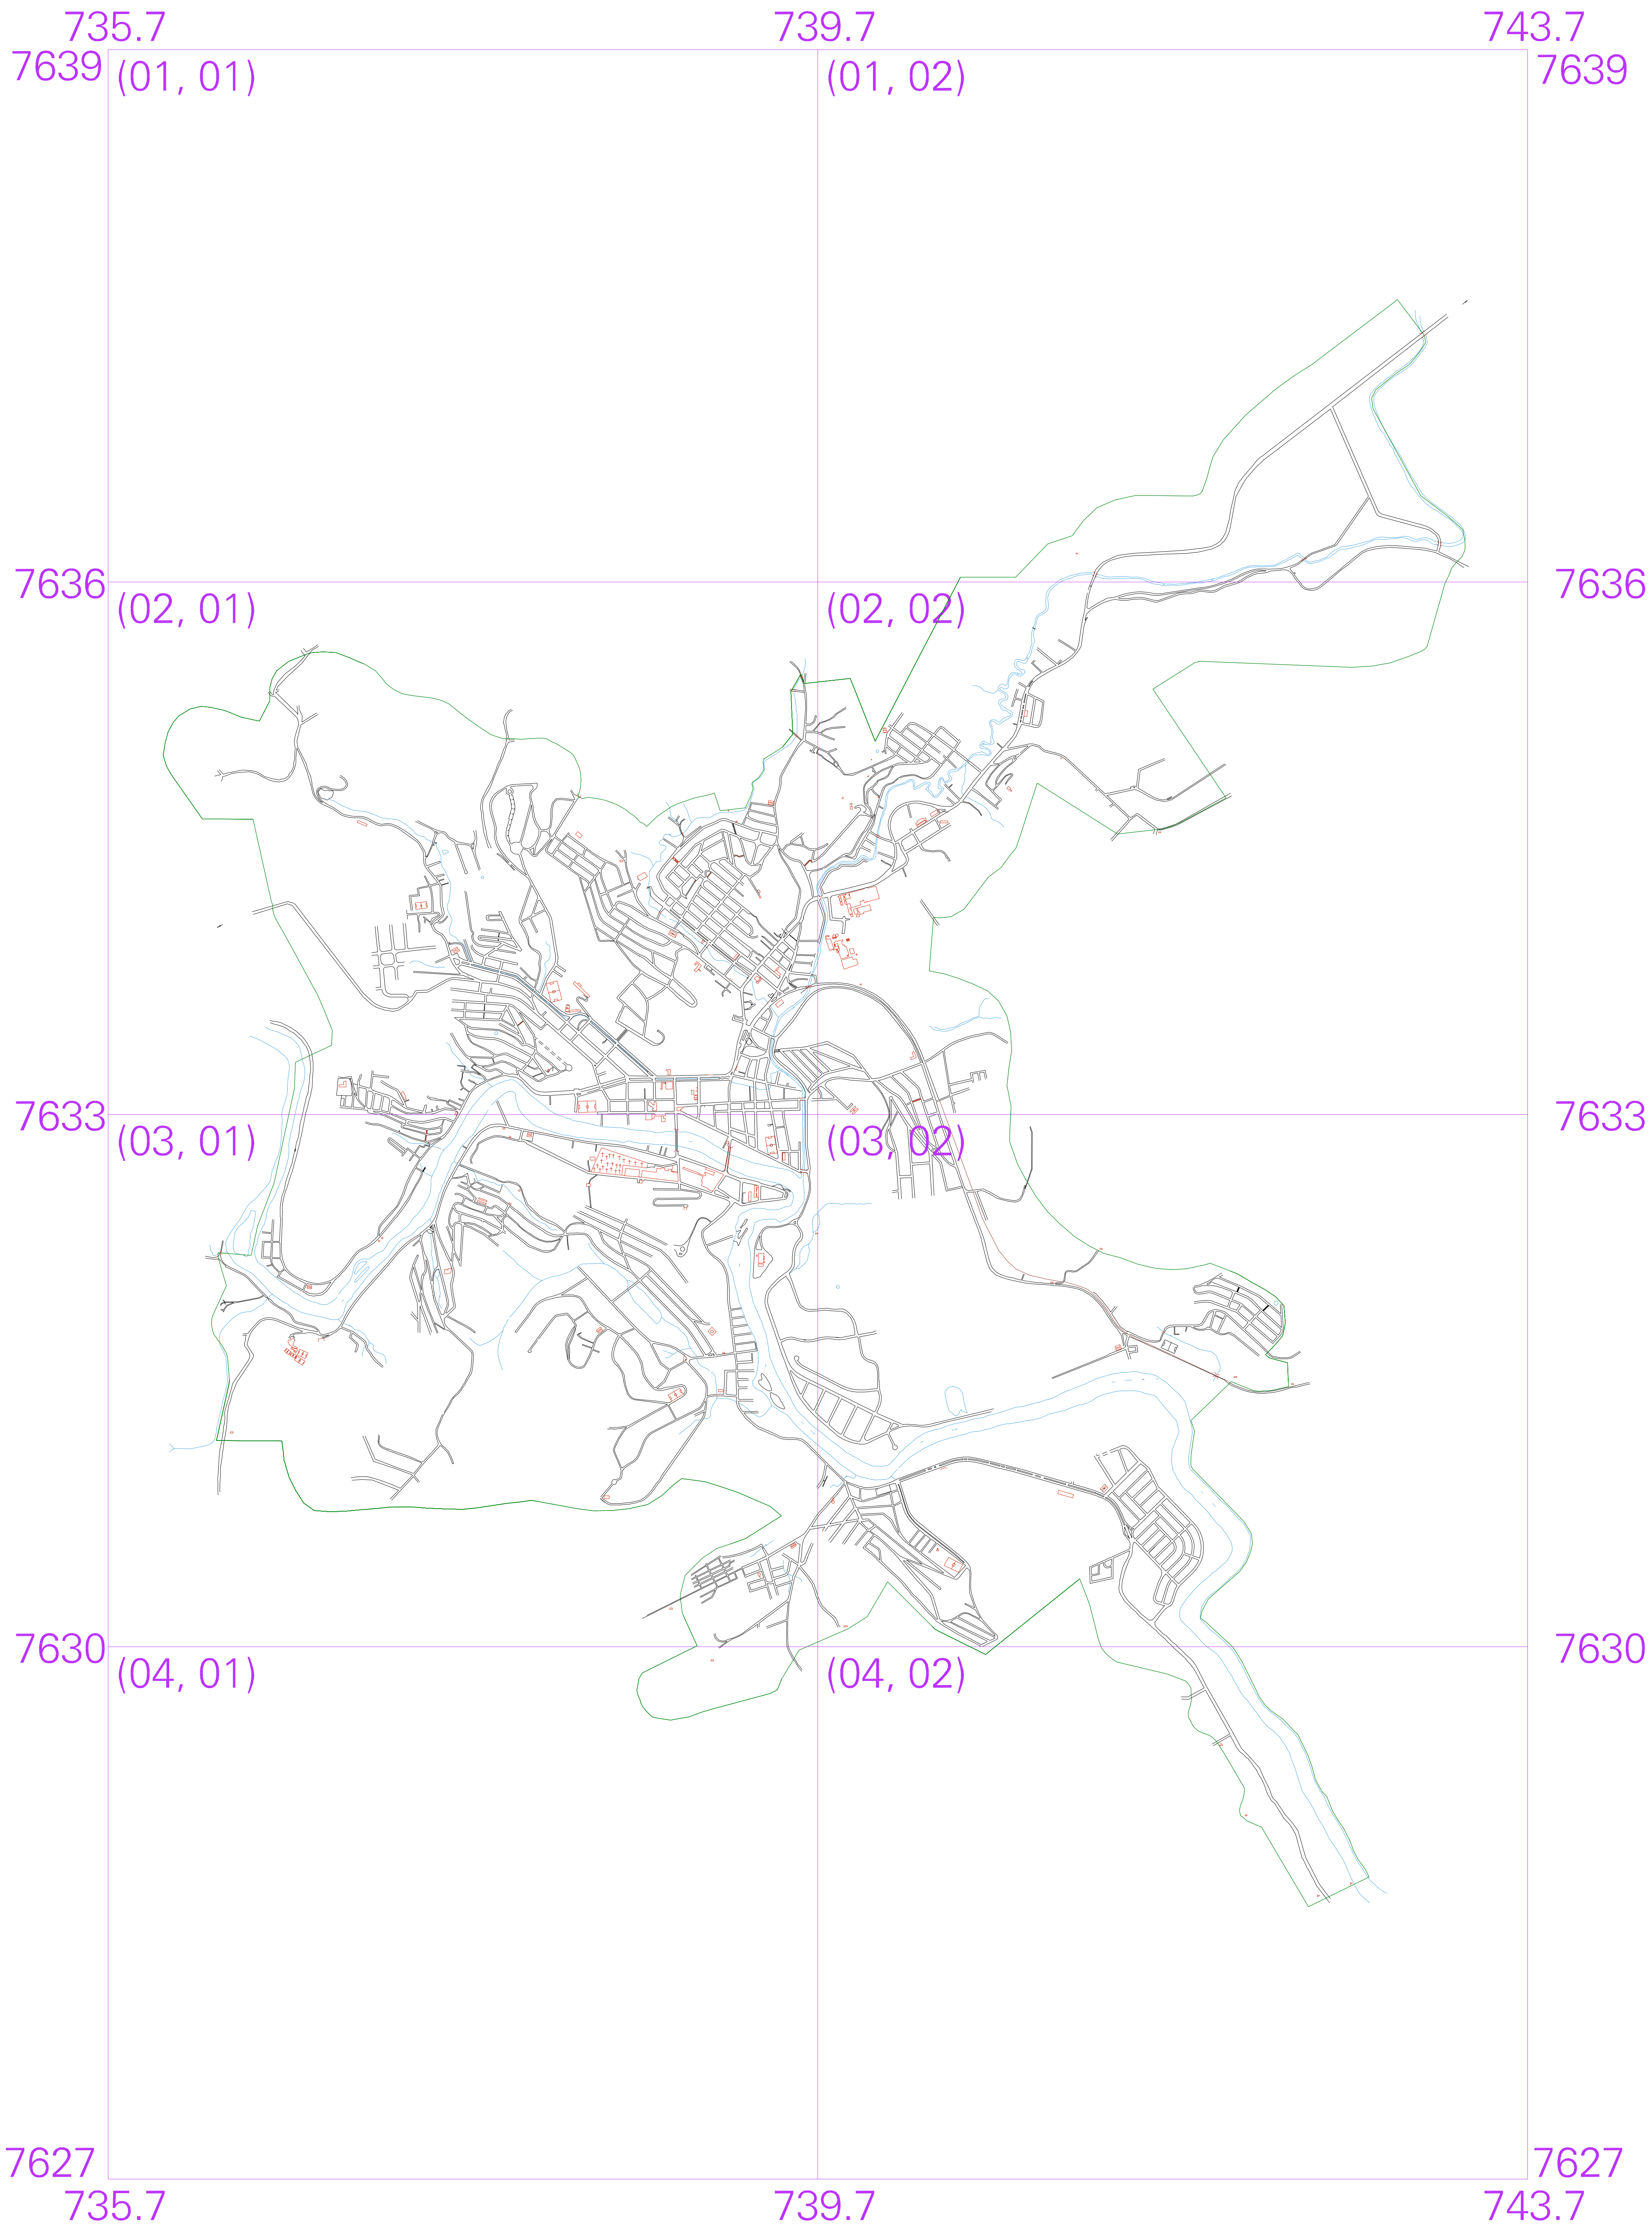 735.7 739.7 743.7
7639 (01, 01) (01, 02) 7639
7636 7636
(02, 01) (02, 02)
7633 7633
(03, 01) (03, 02)
7630 7630
(04, 01) (04, 02)
7627 7627
735.7 739.7 743.7